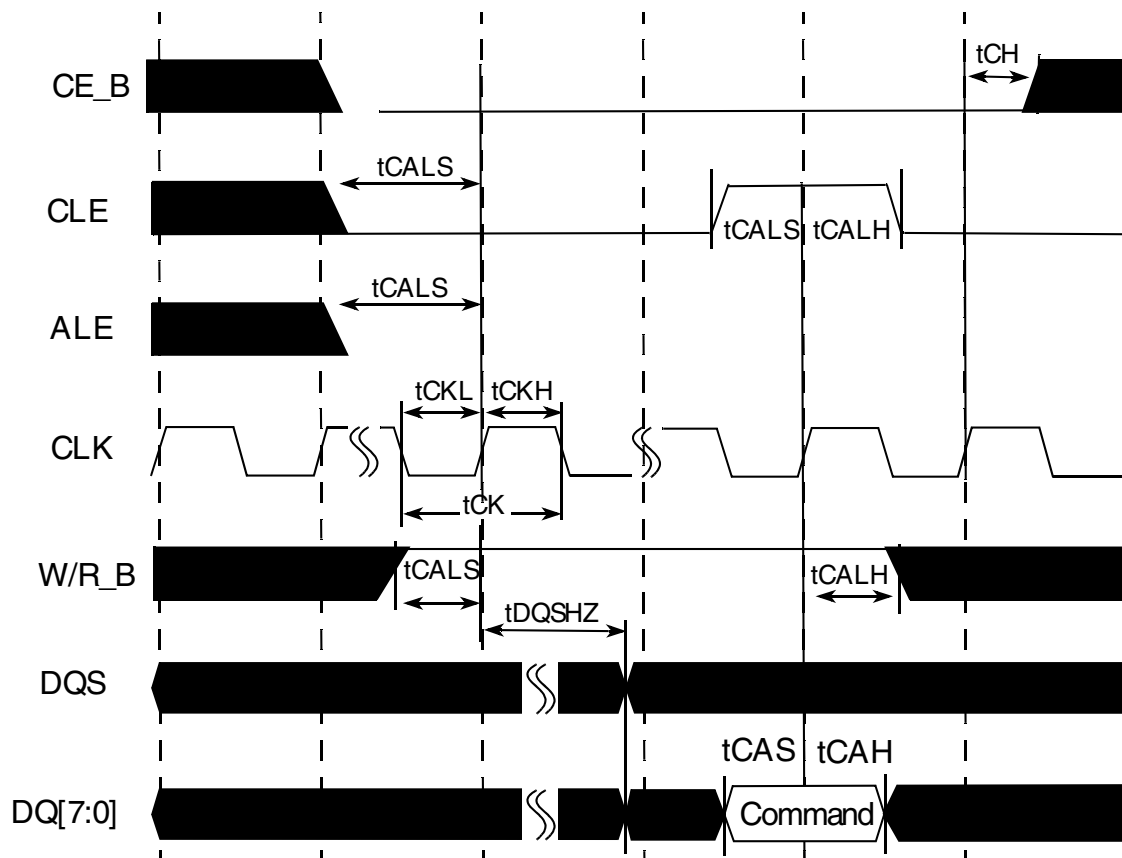 tCH
CE_B
tCALS
CLE
tCALS tCALH
tCALS
ALE
tCKL tCKH
CLK
tCK
W/R_B
tCALS
tCALH
tDQSHZ
DQS
tCAS tCAH
DQ[7:0]
Command